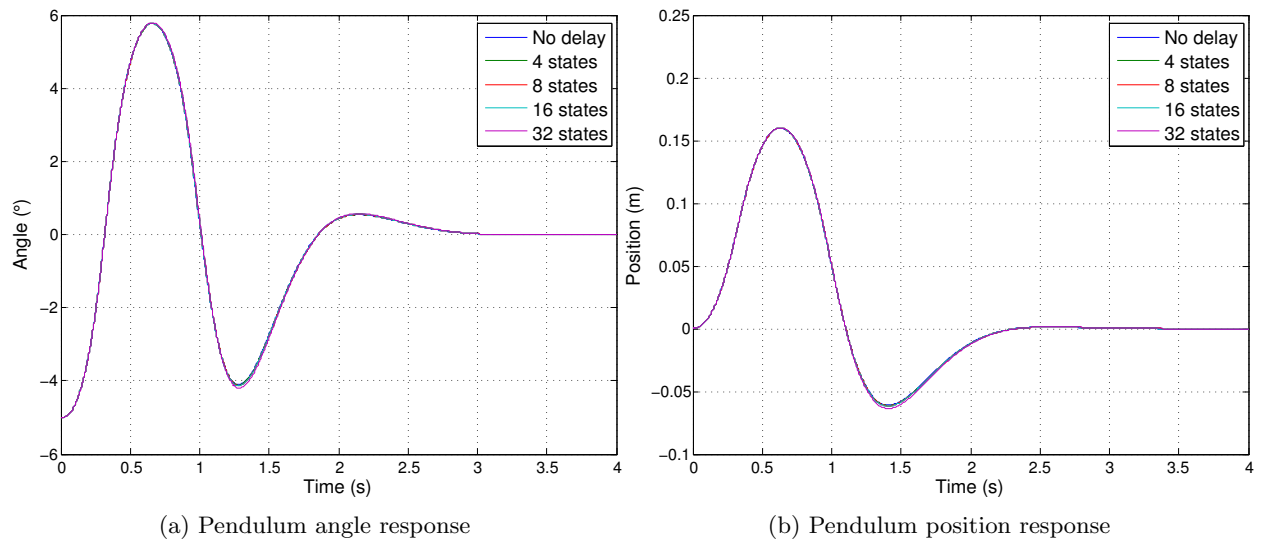 6
4
2
0
−2
−4
−6
Angle (°)
0
0.5
1
1.5
2
2.5
3
3.5
4
Time (s)
No delay
4 states
8 states
16 states
32 states
(a) Pendulum angle response
0.25
0.2
0.15
0.1
0.05
0
−0.05
−0.1
Position (m)
0
0.5
1
1.5
2
2.5
3
3.5
4
Time (s)
No delay
4 states
8 states
16 states
32 states
(b) Pendulum position response